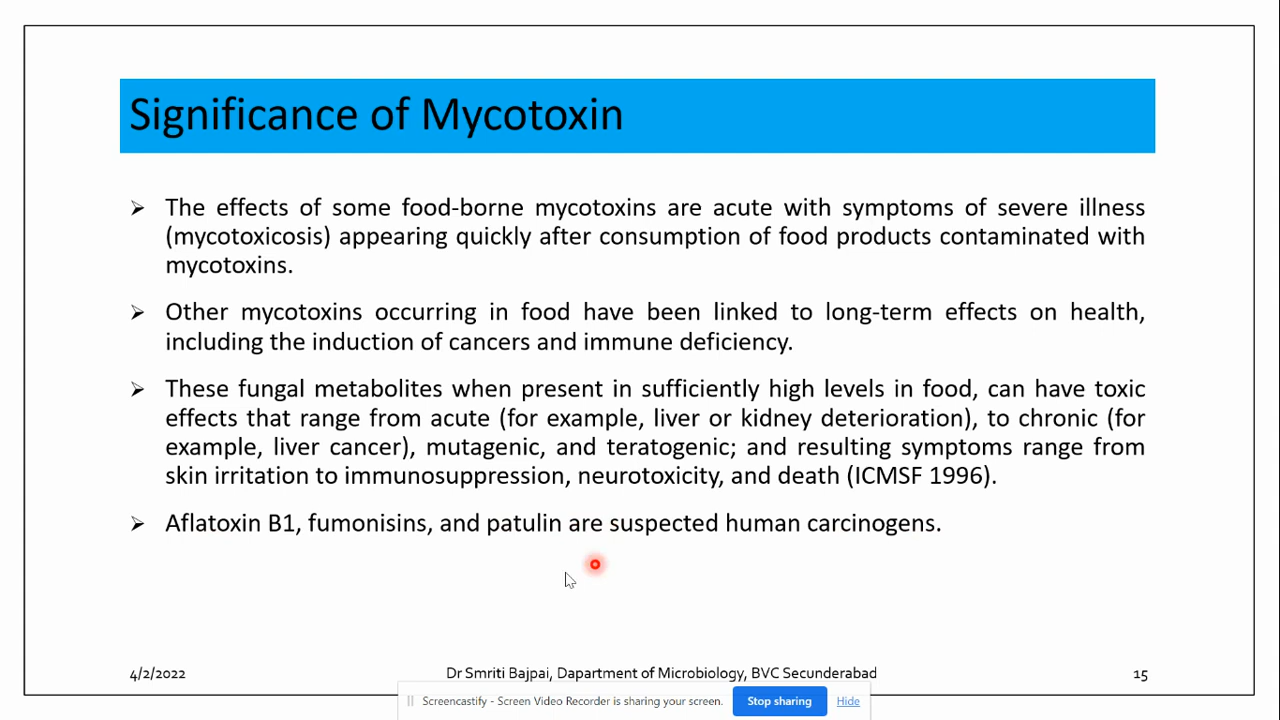 Significance of Mycotoxin
The effects of some food-borne mycotoxins are acute with symptoms of severe illness
(mycotoxicosis) appearing quickly after consumption of food products contaminated with
mycotoxins.
Other mycotoxins occurring in food have been linked to long-term effects on health,
including the induction of cancers and immune deficiency.
These fungal metabolites when present in sufficiently high levels in food, can have toxic
effects that range from acute (for example, liver or kidney deterioration), to chronic (for
example, liver cancer), mutagenic, and teratogenic; and resulting symptoms range from
skin irritation to immunosuppression, neurotoxicity, and death (ICMSF 1996).
Aflatoxin B1, fumonisins, and patulin are suspected human carcinogens.
4/2/2022 Dr Smriti Bajpai, Dapartment of Microbiology, BVC Secunderabad 15
Screencastify - Screen Video Recorder is sharing your screen. Stop sharing Hide